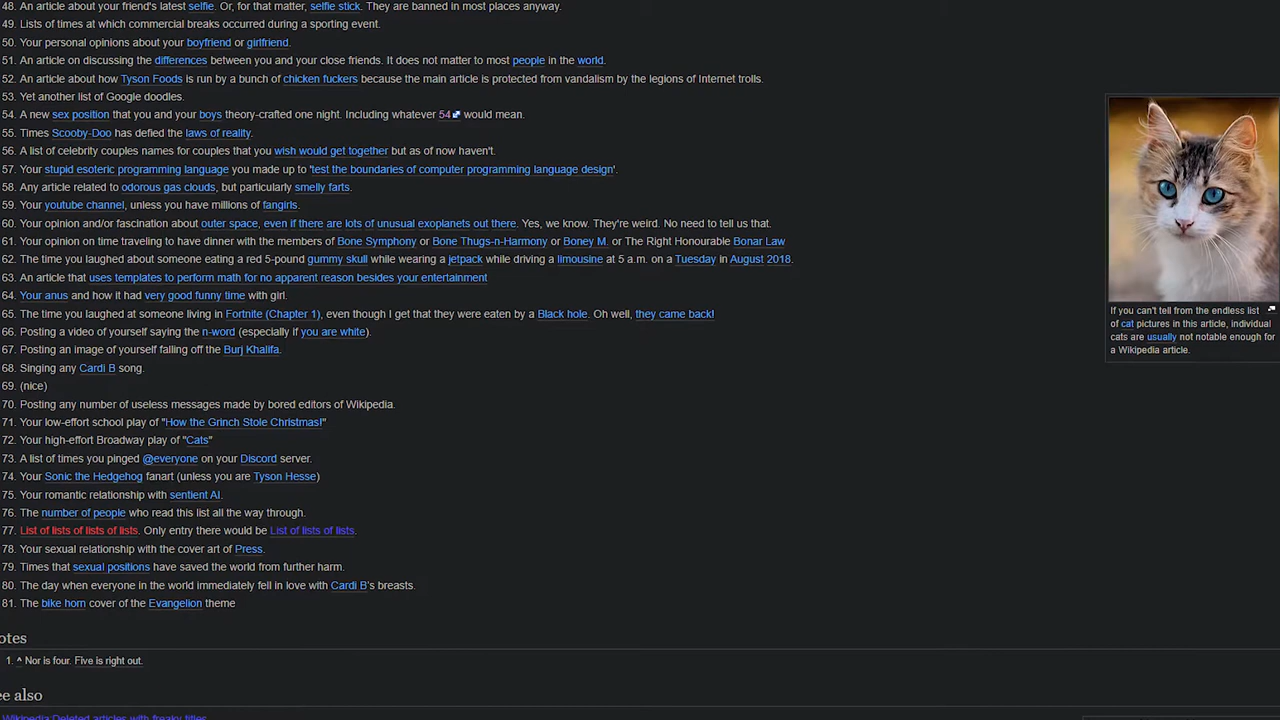 48. An article about your friend's latest selfie. Or, for that matter, selfie stick. They are banned in most places anyway.
49. Lists of times at which commercial breaks occurred during a sporting event.
50. Your personal opinions about your boyfriend or girlfriend.
51. An article on discussing the differences between you and your close friends. It does not matter to most people in the world.
52. An article about how Tyson Foods is run by a bunch of chicken fuckers because the main article is protected from vandalism by the legions of Internet trolls.
53. Yet another list of Google doodles.
54. A new sex position that you and your boys theory-crafted one night. Including whatever 54 would mean.
55. Times Scooby-Doo has defied the laws of reality.
56. A list of celebrity couples names for couples that you wish would get together but as of now haven't.
57. Your stupid esoteric programming language you made up to 'test the boundaries of computer programming language design'.
58. Any article related to odorous gas clouds, but particularly smelly farts.
59. Your youtube channel, unless you have millions of fangirls.
60. Your opinion and/or fascination about outer space, even if there are lots of unusual exoplanets out there. Yes, we know. They're weird. No need to tell us that.
61. Your opinion on time traveling to have dinner with the members of Bone Symphony or Bone Thugs-n-Harmony or Boney M. or The Right Honourable Bonar Law
62. The time you laughed about someone eating a red 5-pound gummy skull while wearing a jetpack while driving a limousine at 5 a.m. on a Tuesday in August 2018.
63. An article that uses templates to perform math for no apparent reason besides your entertainment
64. Your anus and how it had very good funny time with girl.
65. The time you laughed at someone living in Fortnite (Chapter 1), even though I get that they were eaten by a Black hole. Oh well, they came back!
66. Posting a video of yourself saying the n-word (especially if you are white).
67. Posting an image of yourself falling off the Burj Khalifa.
68. Singing any Cardi B song.
69. (nice)
70. Posting any number of useless messages made by bored editors of Wikipedia.
71. Your low-effort school play of "How the Grinch Stole Christmas!"
72. Your high-effort Broadway play of "Cats"
73. A list of times you pinged @everyone on your Discord server.
74. Your Sonic the Hedgehog fanart (unless you are Tyson Hesse)
75. Your romantic relationship with sentient AI.
76. The number of people who read this list all the way through.
77. List of lists of lists of lists. Only entry there would be List of lists of lists.
78. Your sexual relationship with the cover art of Press.
79. Times that sexual positions have saved the world from further harm.
80. The day when everyone in the world immediately fell in love with Cardi B's breasts.
81. The bike horn cover of the Evangelion theme
If you can't tell from the endless list
of cat pictures in this article, individual
cats are usually not notable enough for
a Wikipedia article.
otes
1. ^ Nor is four. Five is right out.
ee also
Wikipedia Deleted articles with freaky titles